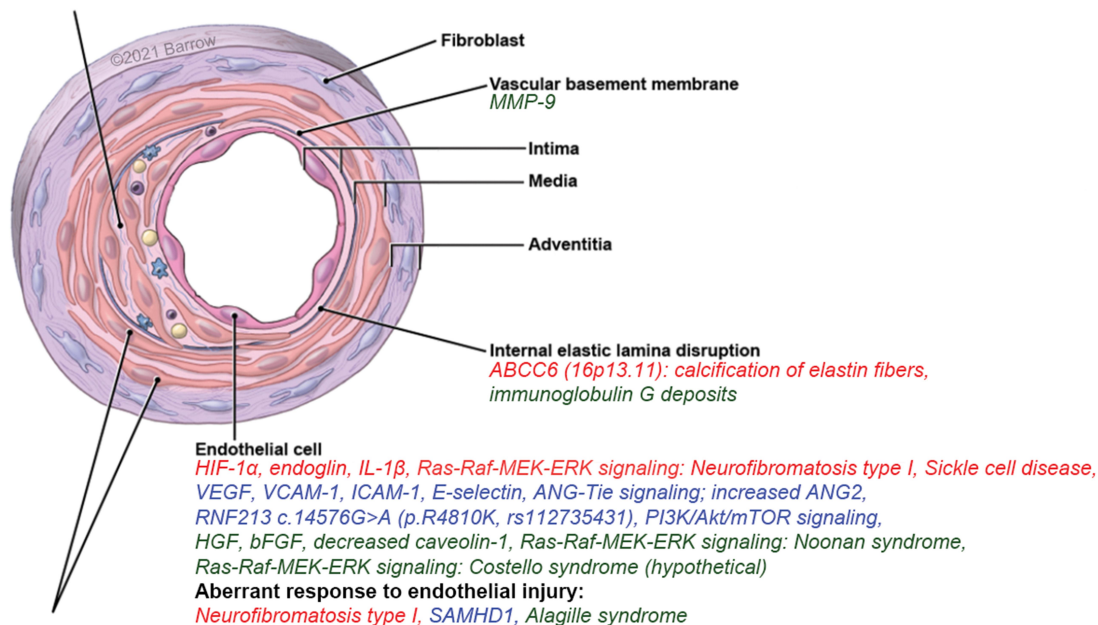 ©2021 Barrow
Fibroblast
Vascular basement membrane
MMP-9
Intima
Media
Adventitia
Internal elastic lamina disruption
ABCC6 (16p13.11): calcification of elastin fibers,
immunoglobulin G deposits
Endothelial cell
HIF-1α, endoglin, IL-1β, Ras-Raf-MEK-ERK signaling: Neurofibromatosis type I, Sickle cell disease,
VEGF, VCAM-1, ICAM-1, E-selectin, ANG-Tie signaling; increased ANG2,
RNF213 c.14576G>A (p.R4810K, rs112735431), PI3K/Akt/mTOR signaling,
HGF, bFGF, decreased caveolin-1, Ras-Raf-MEK-ERK signaling: Noonan syndrome,
Ras-Raf-MEK-ERK signaling: Costello syndrome (hypothetical)
Aberrant response to endothelial injury:
Neurofibromatosis type I, SAMHD1, Alagille syndrome